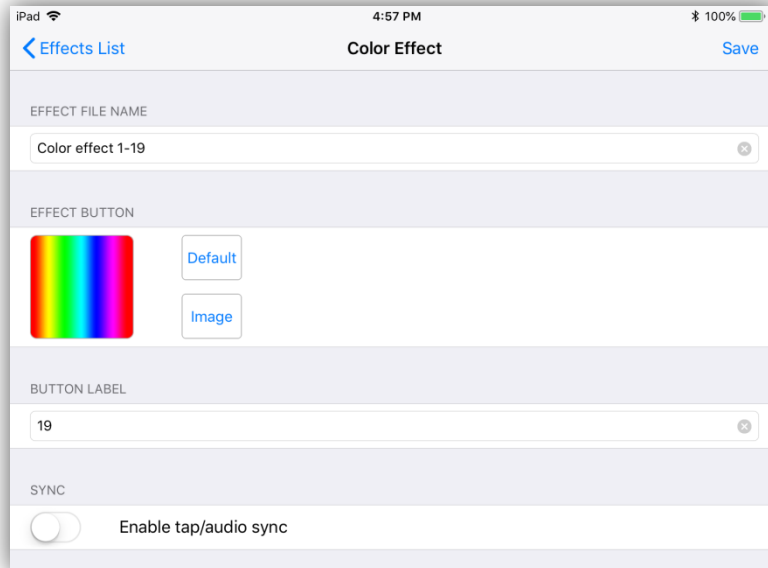 iPad 4:57 PM 100%
Effects List Color Effect Save
EFFECT FILE NAME
Color effect 1-19
EFFECT BUTTON
Default
Image
BUTTON LABEL
19
SYNC
Enable tap/audio sync